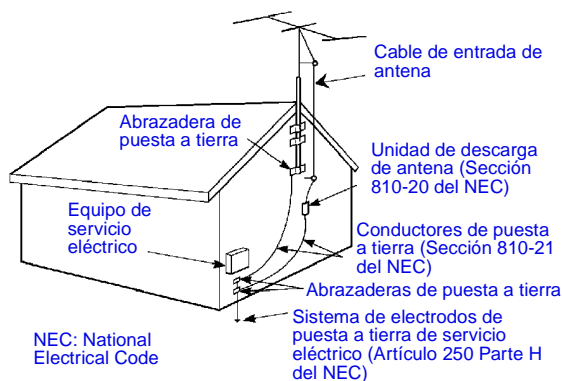 Cable de entrada de
antena
Abrazadera de
puesta a tierra
Unidad de descarga
de antena (Sección
810-20 del NEC)
Equipo de
servicio
eléctrico
Conductores de puesta
a tierra (Sección 810-21
del NEC)
Abrazaderas de puesta a tierra
Sistema de electrodos de
puesta a tierra de servicio
eléctrico (Artículo 250 Parte H
del NEC)
NEC: National
Electrical Code